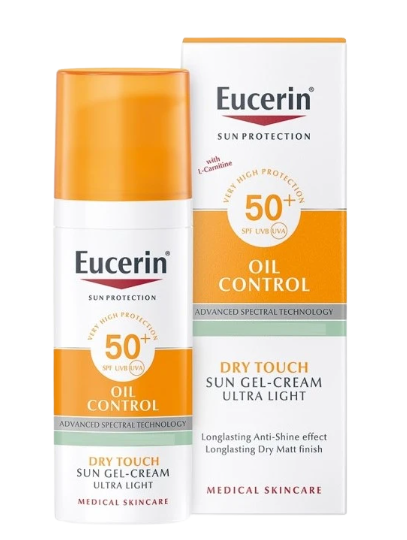 Eucerin®
SUN PROTECTION
VERY HIGH PROTECTION
50+
SPF UVB UVA
OIL
CONTROL
ADVANCED SPECTRAL TECHNOLOGY
DRY TOUCH
SUN GEL-CREAM
ULTRA LIGHT
MEDICAL SKINCARE
Eucerin®
SUN PROTECTION
with
L-Carnitine
VERY HIGH PROTECTION
50+
SPF UVB UVA
OIL
CONTROL
ADVANCED SPECTRAL TECHNOLOGY
DRY TOUCH
SUN GEL-CREAM
ULTRA LIGHT
Longlasting Anti-Shine effect
Longlasting Dry Matt finish
MEDICAL SKINCARE